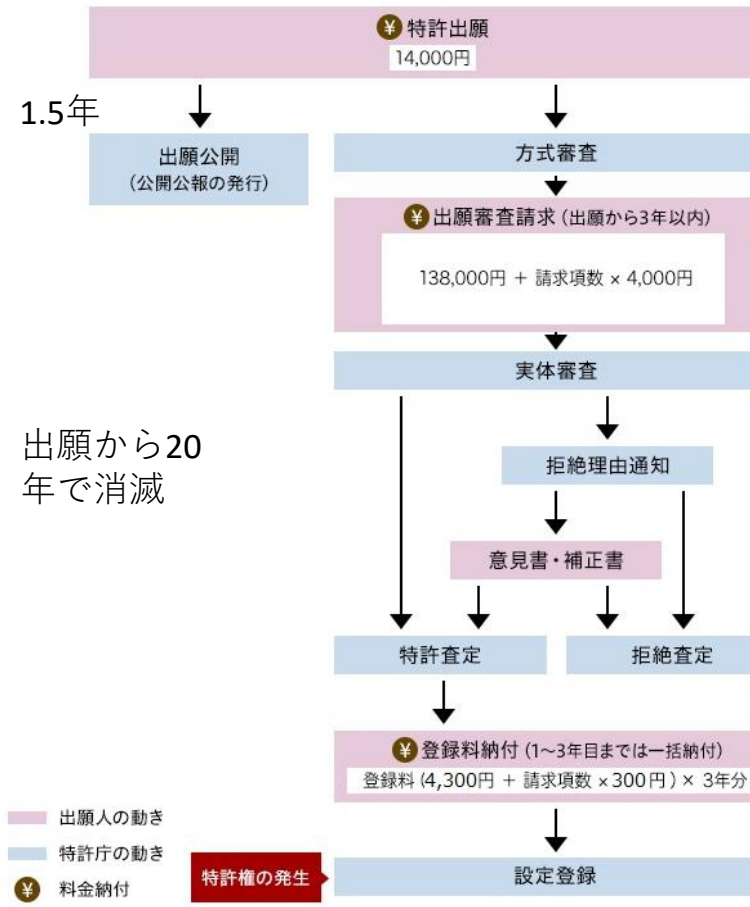 ¥ 特許出願
14,000円
1.5年
出願公開
(公開公報の発行)
方式審査
¥ 出願審査請求 (出願から3年以内)
138,000円 + 請求項数 × 4,000円
実体審査
出願から20
年で消滅
拒絶理由通知
意見書・補正書
特許査定
拒絶査定
¥ 登録料納付 (1〜3年目までは一括納付)
登録料 (4,300円 + 請求項数 ×300円) × 3年分
出願人の動き
特許庁の動き
¥ 料金納付
特許権の発生
設定登録